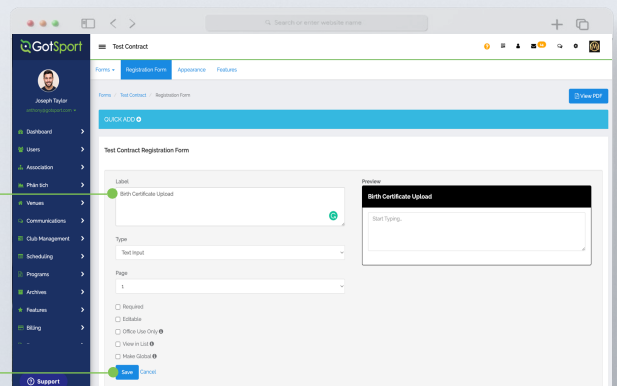 Search or enter website name
GotSport
Test Contract
Forms
Registration Form
Appearance
Features
Joseph Taylor
Forms / Test Contract / Registration Form
View PDF
QUICK ADD
Dashboard
Users
Association
Phân tích
Venues
Communications
Club Management
Scheduling
Programs
Archives
Features
Billing
Support
Test Contract Registration Form
Label
Birth Certificate Upload
Type
Text Input
Page
1
Required
Editable
Office Use Only
View in List
Make Global
Save
Cancel
Preview
Birth Certificate Upload
Start Typing...